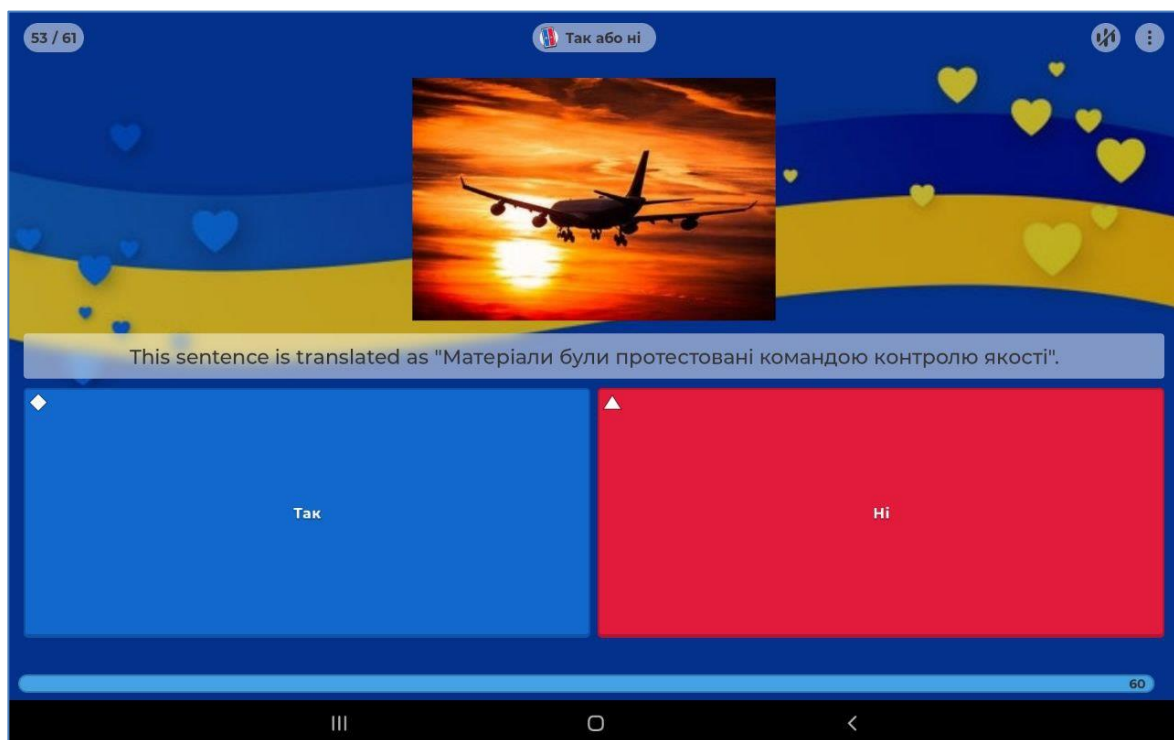 53 / 61
Так або ні
This sentence is translated as "Матеріали були протестовані командою контролю якості".
Так
Ні
60